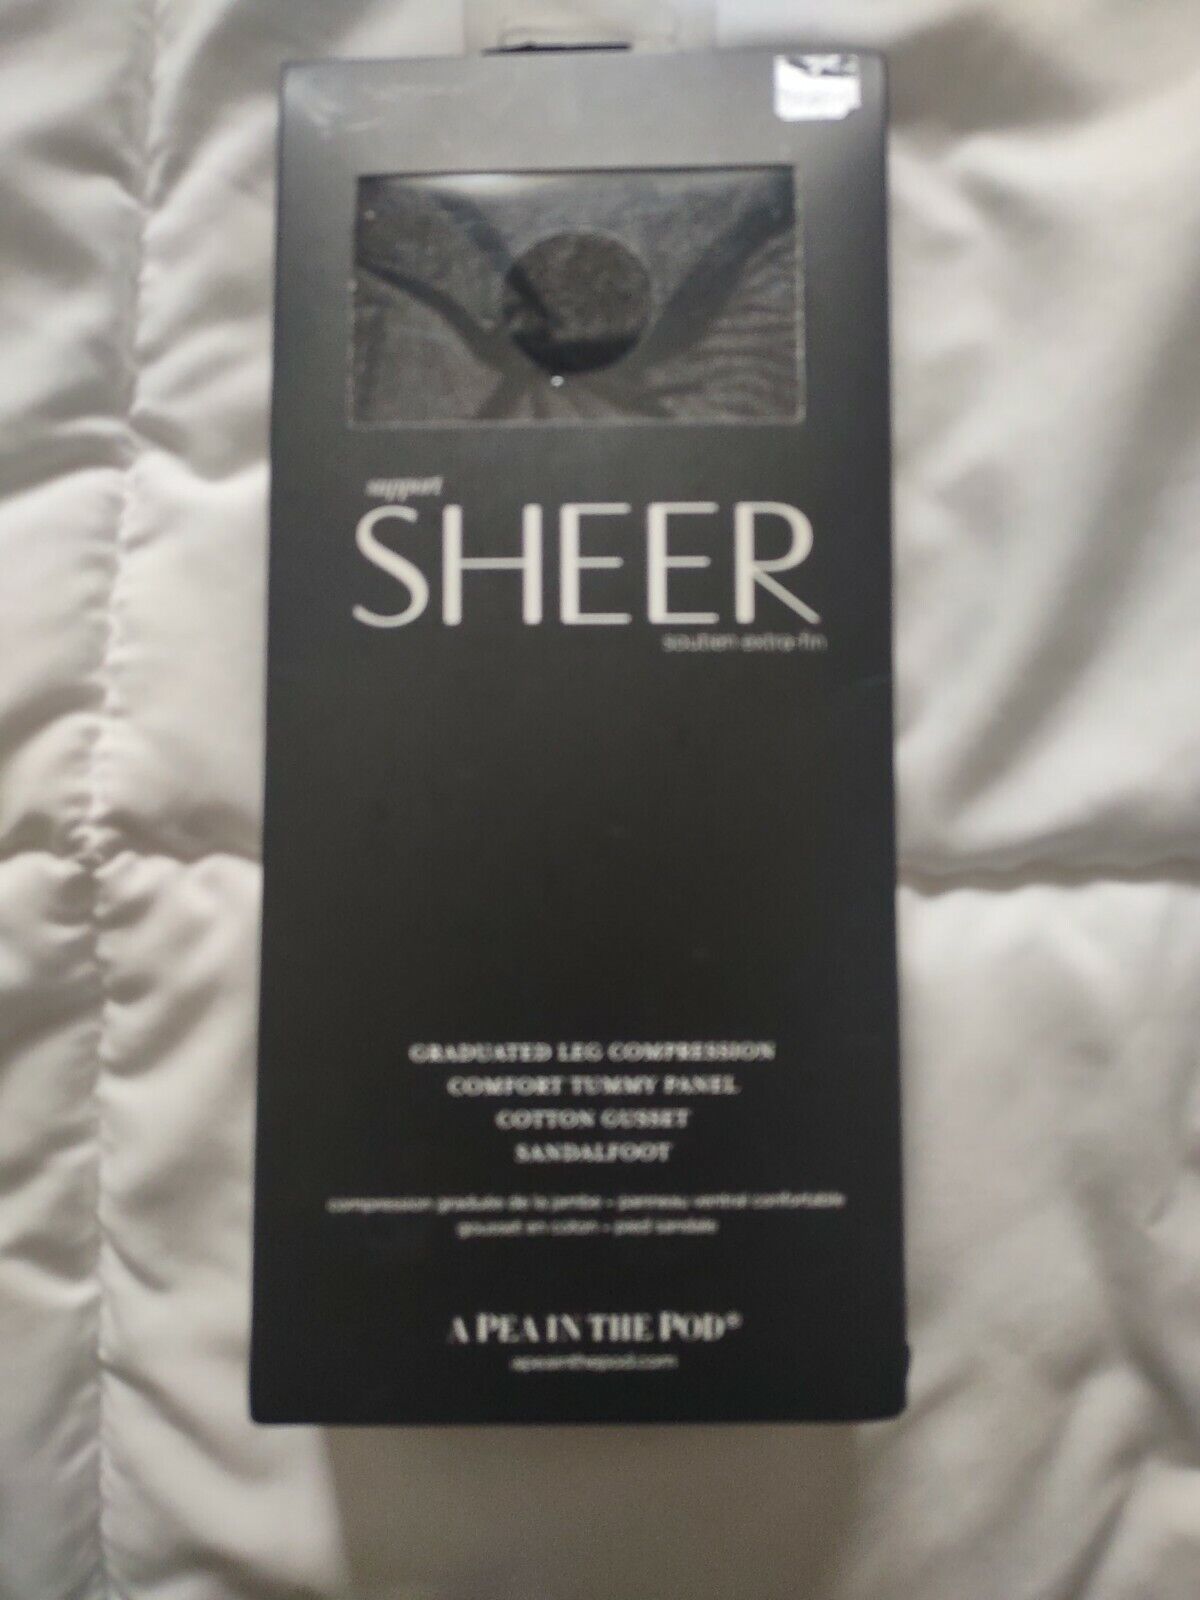 support
SHEER
soutien extra-fin
GRADUATED LEG COMPRESSION
COMFORT TUMMY PANEL
COTTON GUSSET
SANDALFOOT
compression graduée de la jambe • panneau ventral confortable
gousset en coton • pied sandale
A PEA IN THE POD®
apeainthepod.com